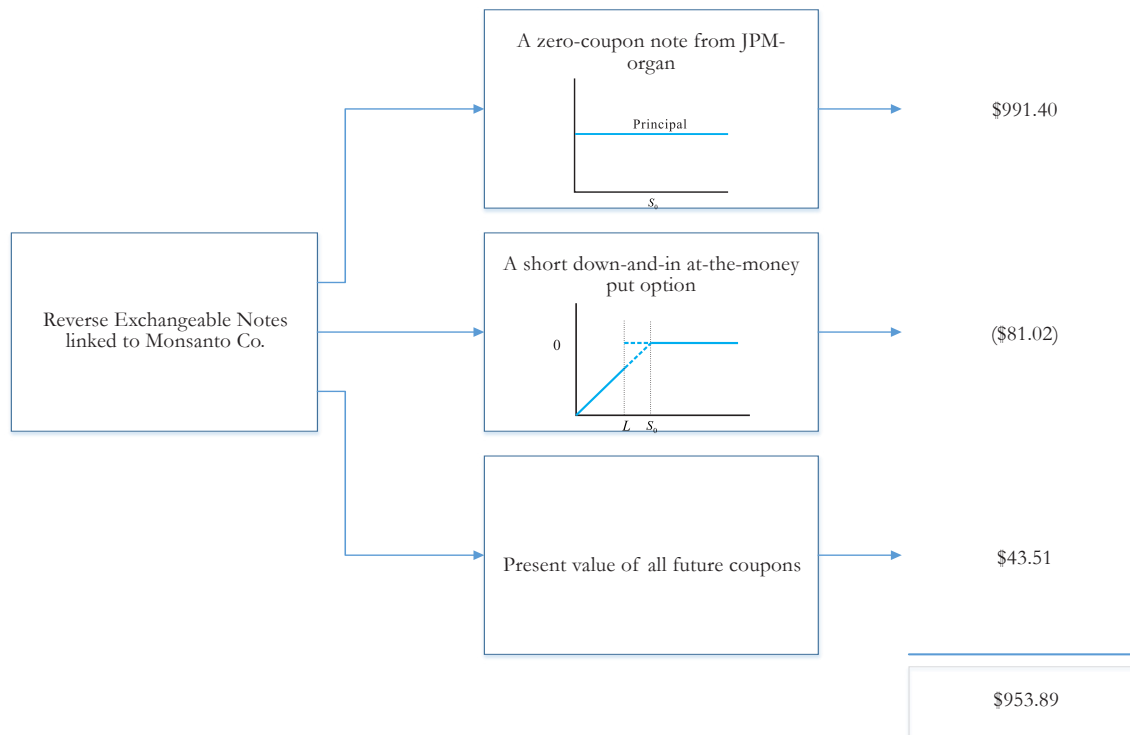 A zero-coupon note from JPM-
organ
Principal
S₀
$991.40
Reverse Exchangeable Notes
linked to Monsanto Co.
A short down-and-in at-the-money
put option
0
L S₀
($81.02)
Present value of all future coupons
$43.51
$953.89